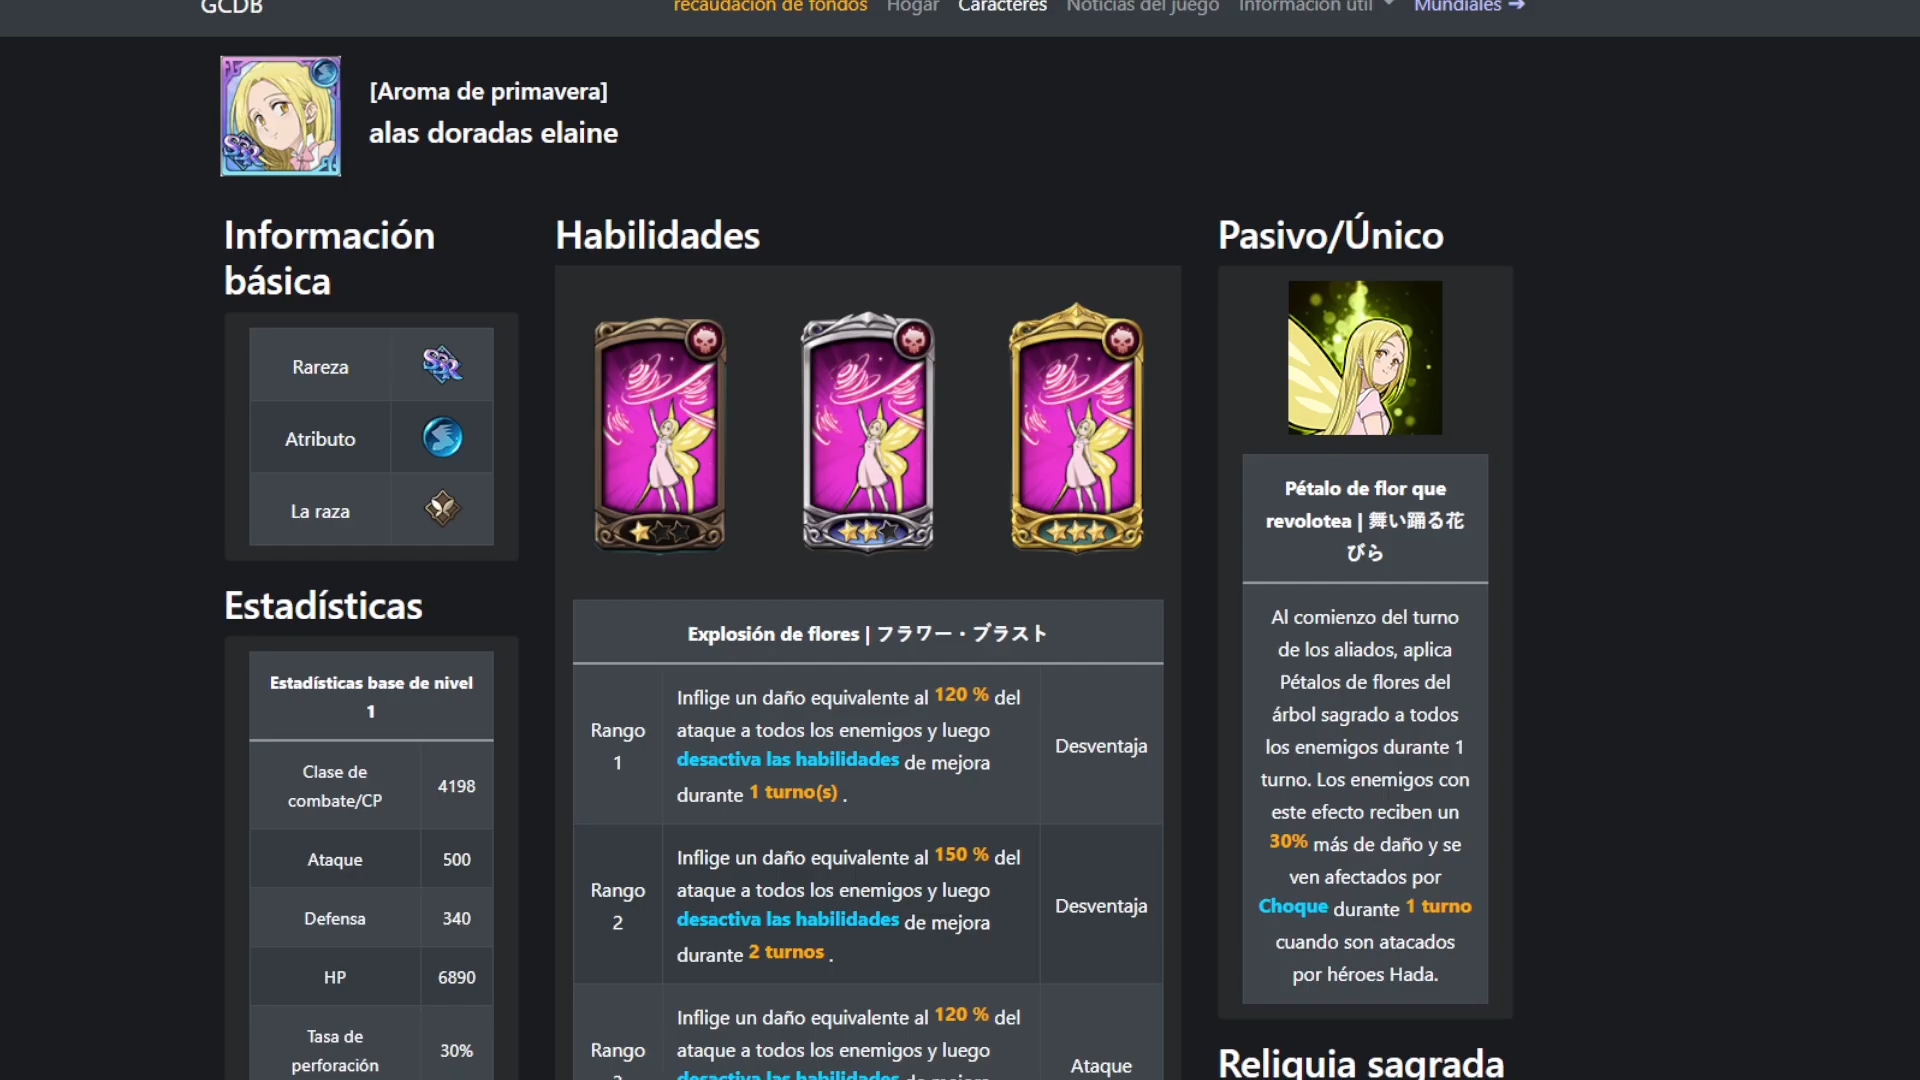 GCDB
recaudación de fondos Hogar Caracteres Noticias del juego Información útil Mundiales →
[Aroma de primavera]
alas doradas elaine
Información
básica
Rareza SSR
Atributo
La raza
Estadísticas
Estadísticas base de nivel
1
Clase de
combate/CP
4198
Ataque 500
Defensa 340
HP 6890
Tasa de
perforación
30%
Habilidades
Explosión de flores | フラワー・ブラスト
Rango
1
Inflige un daño equivalente al 120 % del
ataque a todos los enemigos y luego
desactiva las habilidades de mejora
durante 1 turno(s) .
Desventaja
Rango
2
Inflige un daño equivalente al 150 % del
ataque a todos los enemigos y luego
desactiva las habilidades de mejora
durante 2 turnos .
Desventaja
Rango
Inflige un daño equivalente al 120 % del
ataque a todos los enemigos y luego
desactiva las habilidades de mejora
Ataque
Pasivo/Único
Pétalo de flor que
revolotea | 舞い踊る花
びら
Al comienzo del turno
de los aliados, aplica
Pétalos de flores del
árbol sagrado a todos
los enemigos durante 1
turno. Los enemigos con
este efecto reciben un
30% más de daño y se
ven afectados por
Choque durante 1 turno
cuando son atacados
por héroes Hada.
Reliquia sagrada